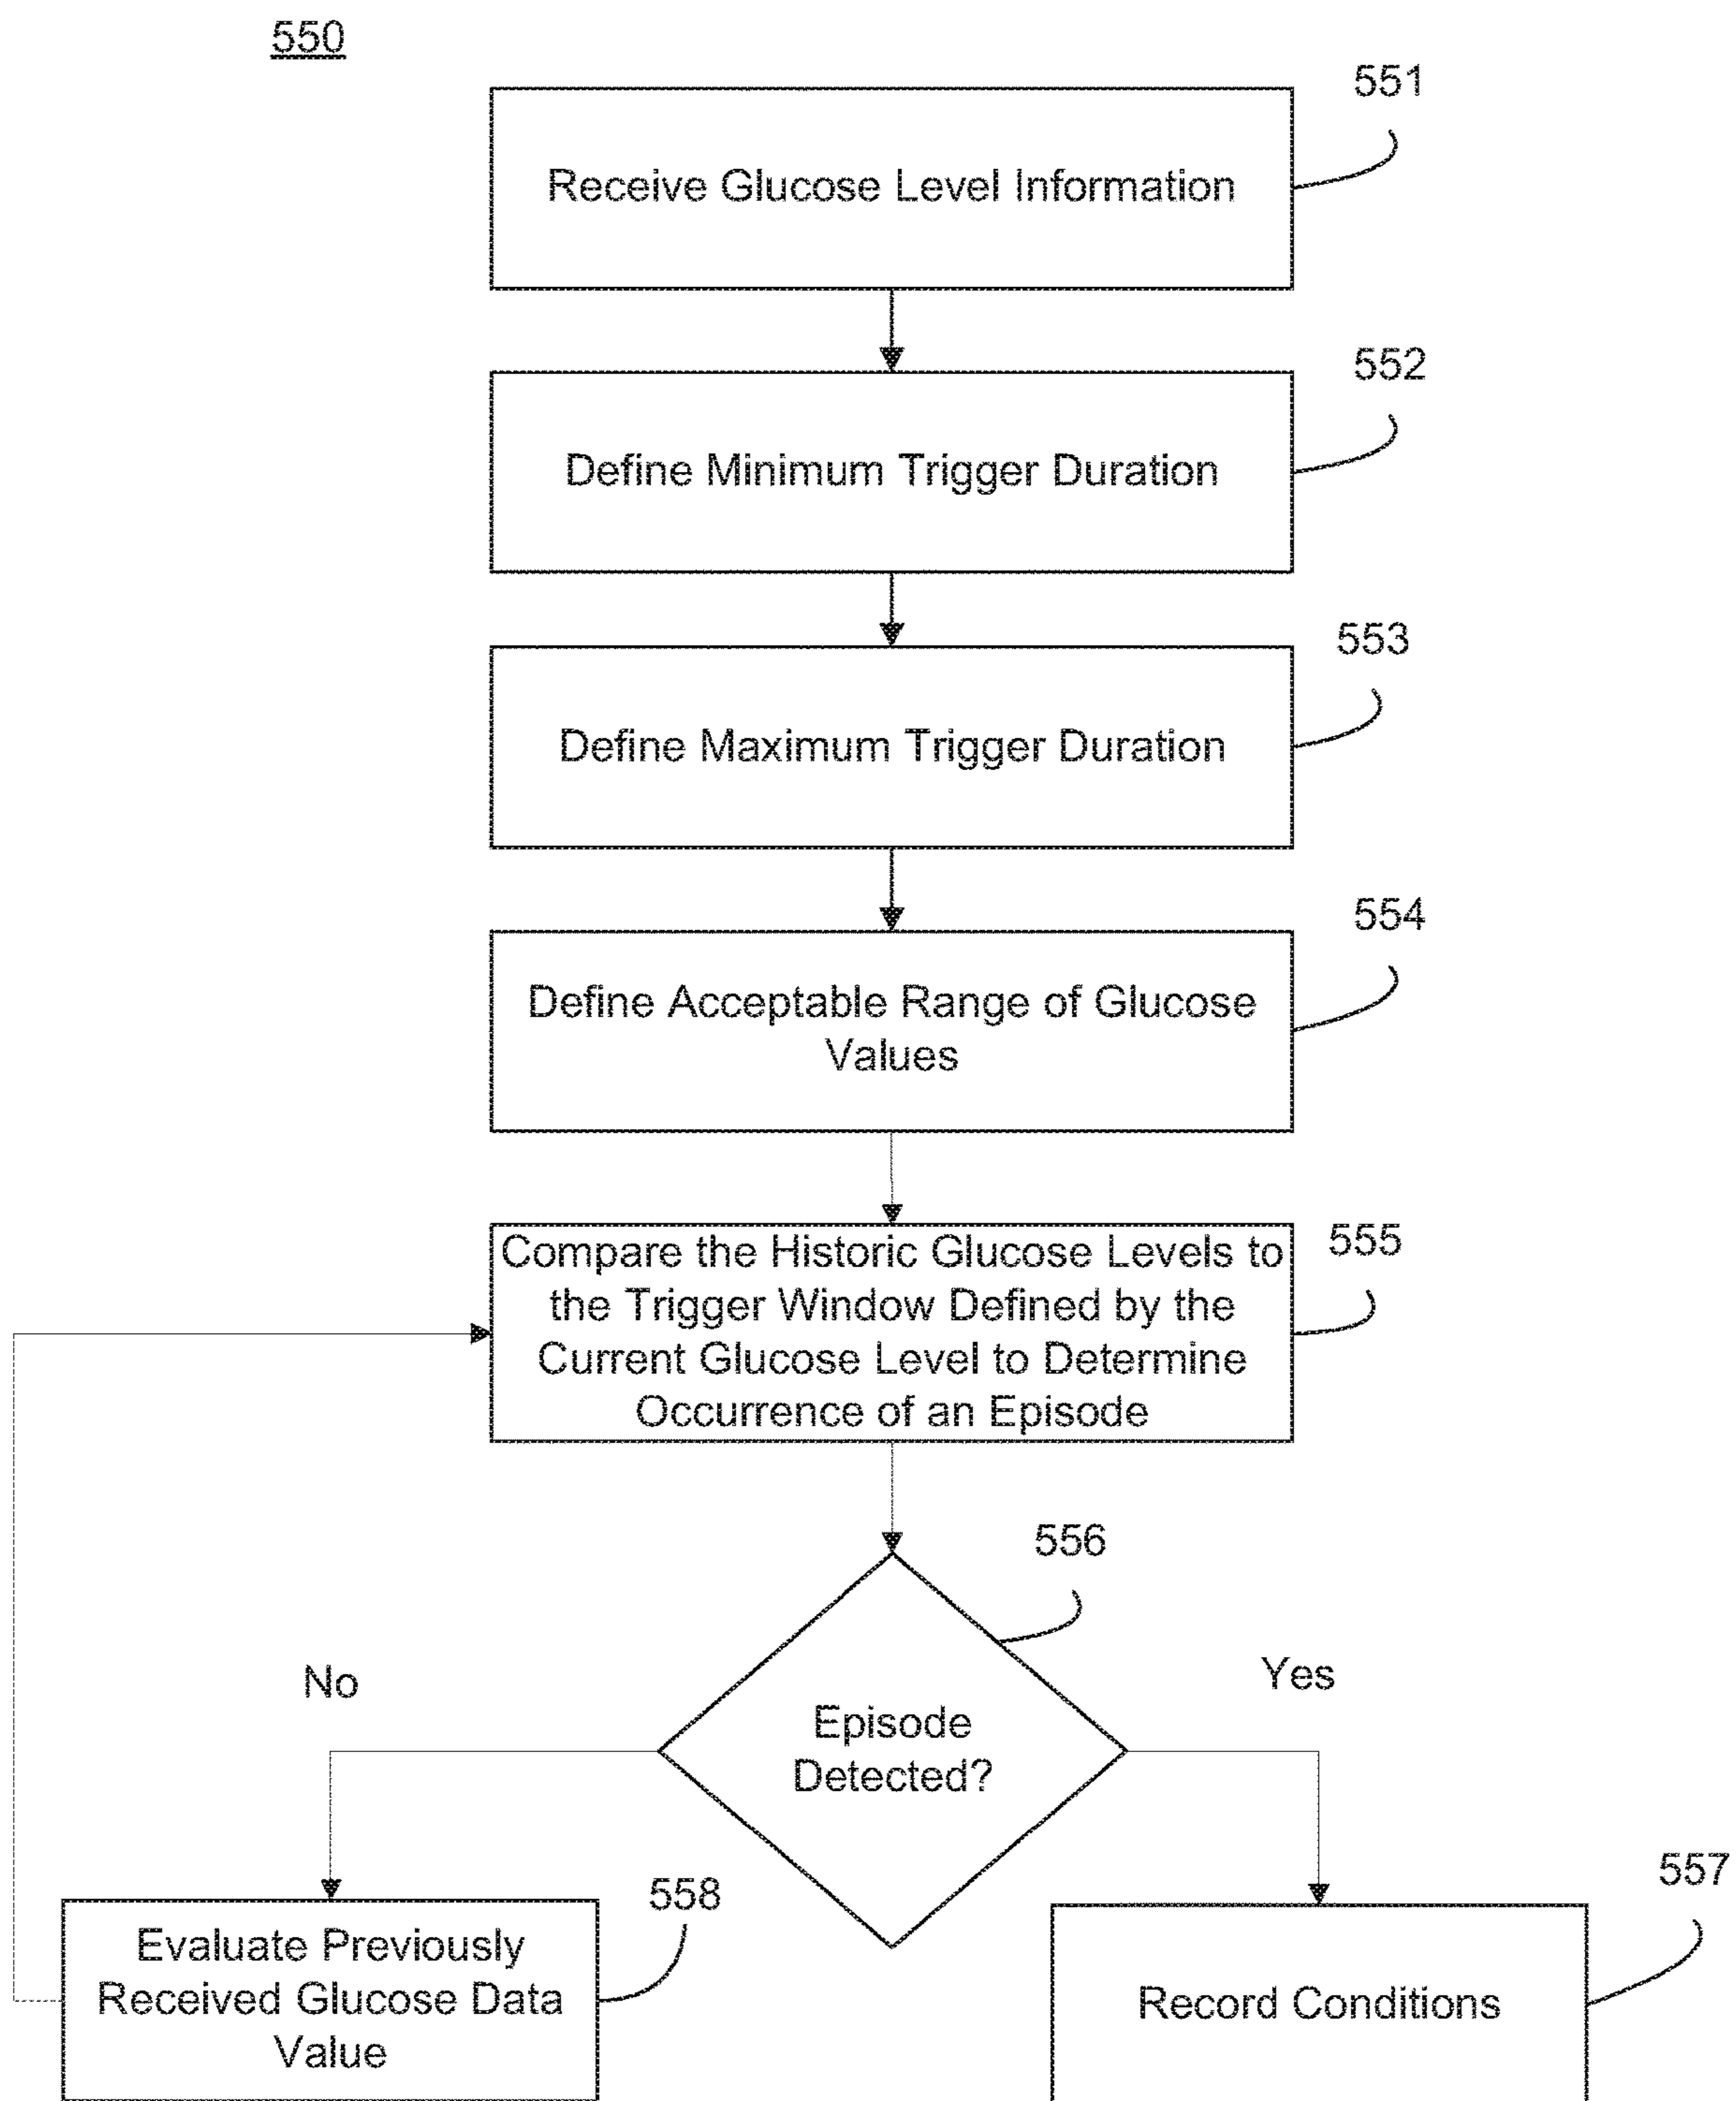 550
551
Receive Glucose Level Information
552
Define Minimum Trigger Duration
553
Define Maximum Trigger Duration
554
Define Acceptable Range of Glucose
Values
555
Compare the Historic Glucose Levels to
the Trigger Window Defined by the
Current Glucose Level to Determine
Occurrence of an Episode
556
No
Yes
Episode
Detected?
558
557
Evaluate Previously
Received Glucose Data
Value
Record Conditions